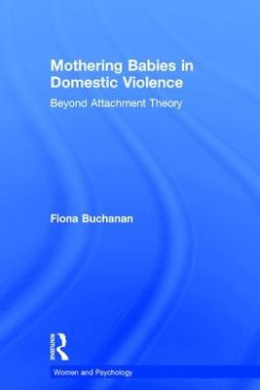 Mothering Babies in
Domestic Violence
Beyond Attachment Theory
Fiona Buchanan
ROUTLEDGE
Women and Psychology